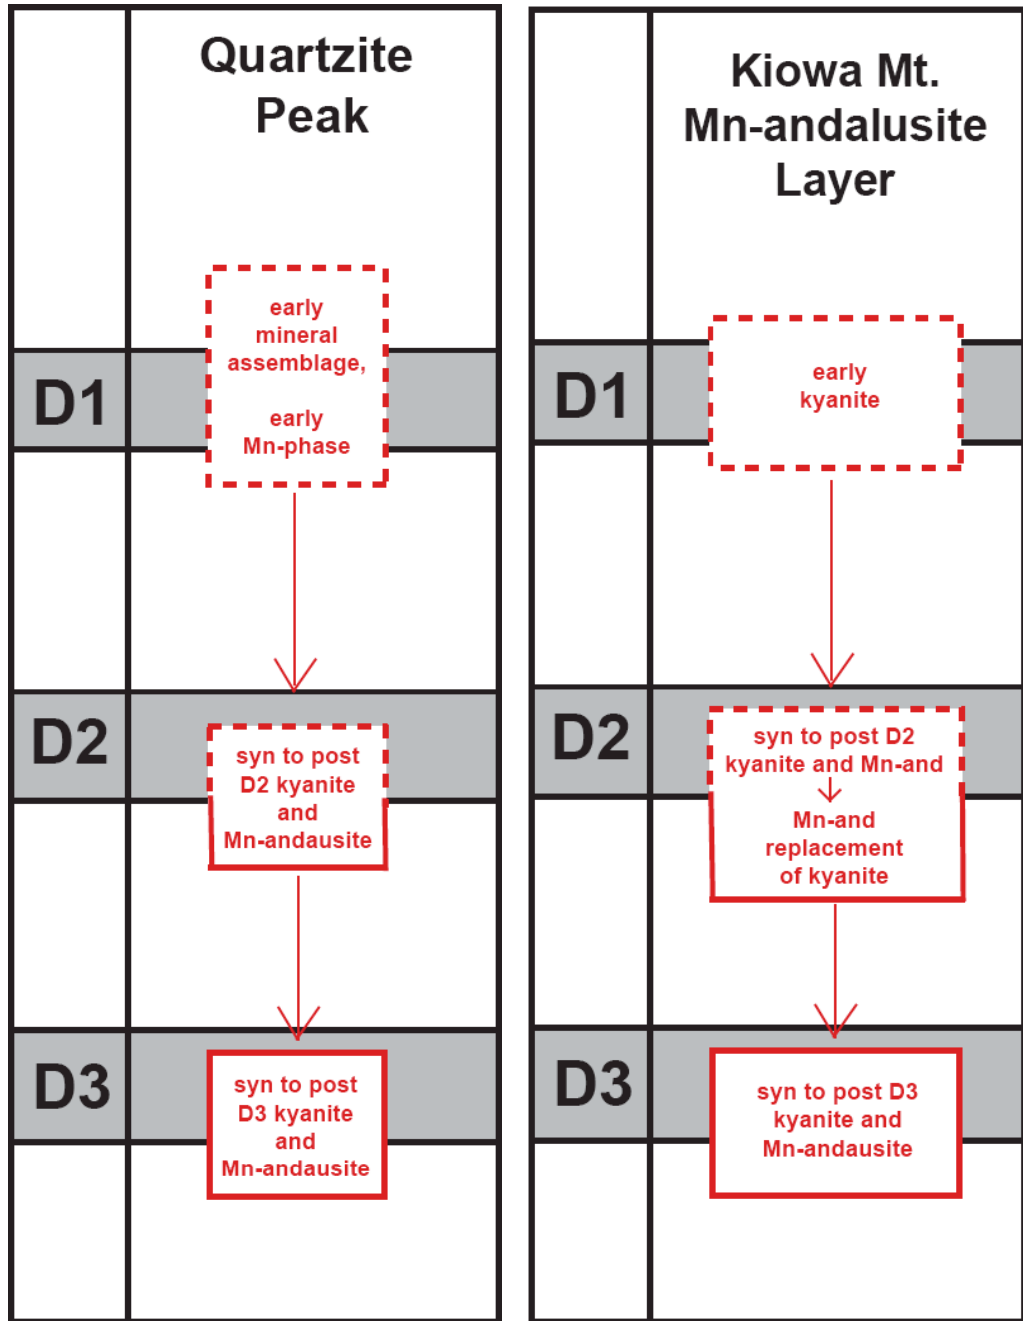 Quartzite
Peak
early
mineral
assemblage,
early
Mn-phase
D1
D2
syn to post
D2 kyanite
and
Mn-andausite
D3
syn to post
D3 kyanite
and
Mn-andausite
Kiowa Mt.
Mn-andalusite
Layer
D1
early
kyanite
D2
syn to post D2
kyanite and Mn-and
Mn-and
replacement
of kyanite
D3
syn to post D3
kyanite and
Mn-andausite